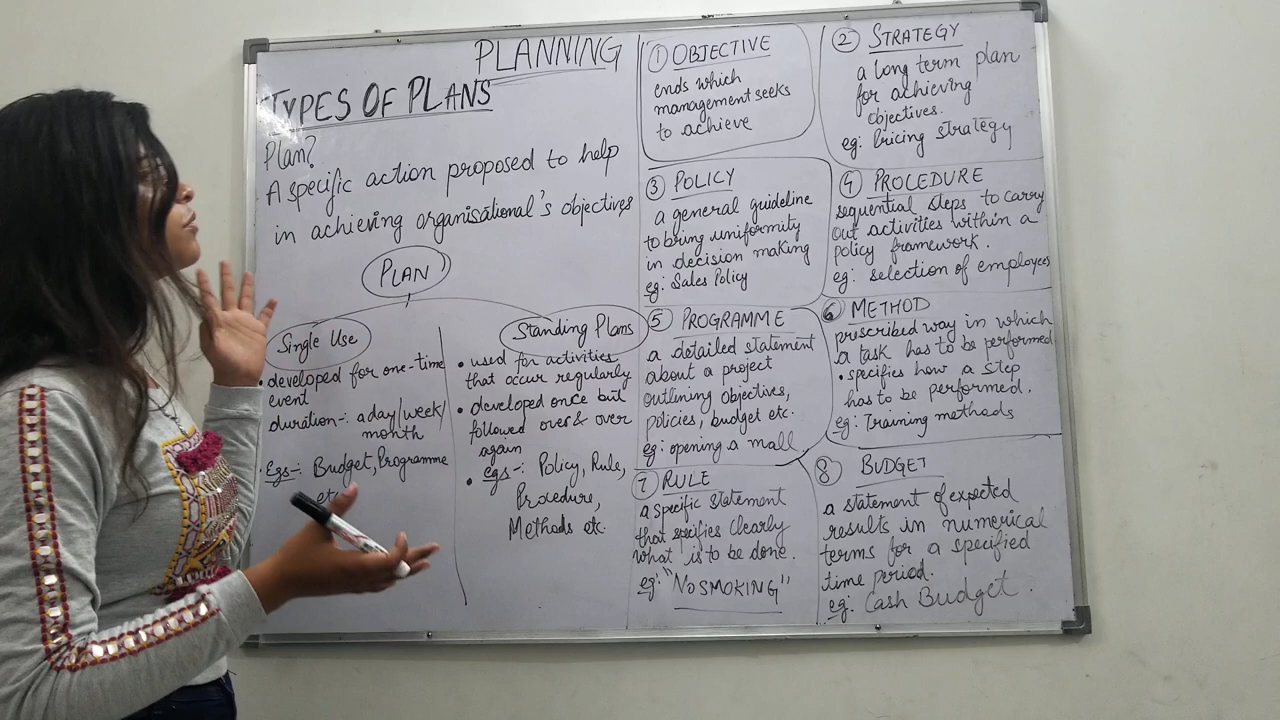 PLANNING
TYPES OF PLANS
Plan?
A specific action proposed to help
in achieving organisational's objectives
PLAN
Single Use
• developed for one-time
event
duration-: a day/week/
month
• Egs-: Budget, Programme
etc
Standing Plans
• used for activities
that occur regularly
• developed once but
followed over & over
again
• egs-: Policy, Rule,
Procedure,
Methods etc.
① OBJECTIVE
ends which
management seeks
to achieve
② STRATEGY
a long term plan
for achieving
objectives.
eg: Pricing strategy
③ POLICY
a general guideline
to bring uniformity
in decision making
eg: Sales Policy
④ PROCEDURE
sequential steps to carry
out activities within a
policy framework.
eg: selection of employees
⑤ PROGRAMME
a detailed statement
about a project
outlining objectives,
policies, budget etc.
eg: opening a mall
⑥ METHOD
priscribed way in which
a task has to be performed.
• specifies how a step
has to be performed.
eg: Training methods
⑦ RULE
a specific statement
that specifies clearly
what is to be done.
eg: "NO SMOKING"
⑧ BUDGET
a statement of expected
results in numerical
terms for a specified
time period.
eg: Cash Budget.